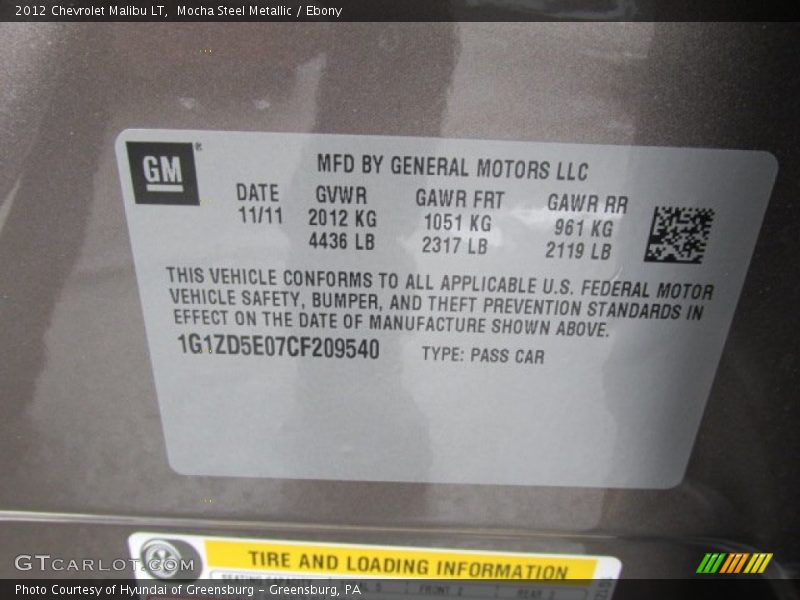 2012 Chevrolet Malibu LT, Mocha Steel Metallic / Ebony
GM®
MFD BY GENERAL MOTORS LLC
DATE GVWR GAWR FRT GAWR RR
11/11 2012 KG 1051 KG 961 KG
4436 LB 2317 LB 2119 LB
THIS VEHICLE CONFORMS TO ALL APPLICABLE U.S. FEDERAL MOTOR
VEHICLE SAFETY, BUMPER, AND THEFT PREVENTION STANDARDS IN
EFFECT ON THE DATE OF MANUFACTURE SHOWN ABOVE.
1G1ZD5E07CF209540 TYPE: PASS CAR
TIRE AND LOADING INFORMATION
GTCARLOT.COM
Photo Courtesy of Hyundai of Greensburg - Greensburg, PA